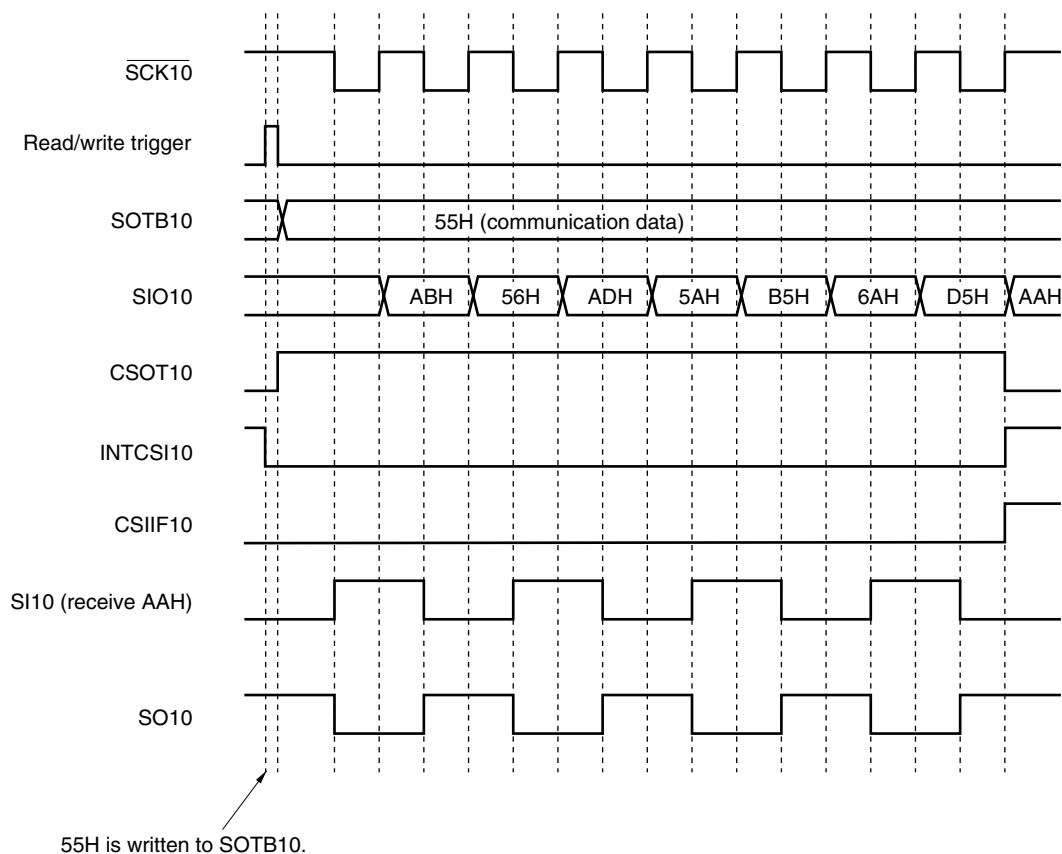 SCK10
Read/write trigger
SOTB10
55H (communication data)
SIO10
ABH 56H ADH 5AH B5H 6AH D5H AAH
CSOT10
INTCSI10
CSIIF10
SI10 (receive AAH)
SO10
55H is written to SOTB10.